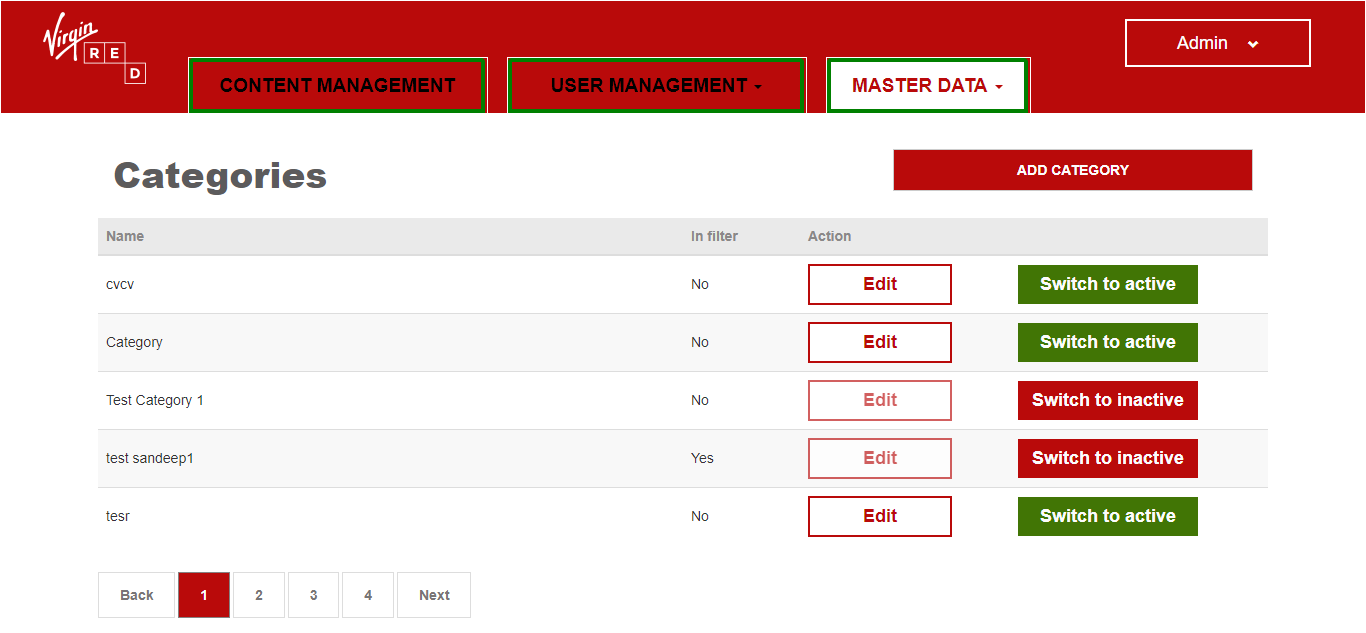 Virgin
RED
Admin
CONTENT MANAGEMENT USER MANAGEMENT MASTER DATA
Categories
ADD CATEGORY
Name In filter Action
cvcv No Edit Switch to active
Category No Edit Switch to active
Test Category 1 No Edit Switch to inactive
test sandeep1 Yes Edit Switch to inactive
tesr No Edit Switch to active
Back 1 2 3 4 Next